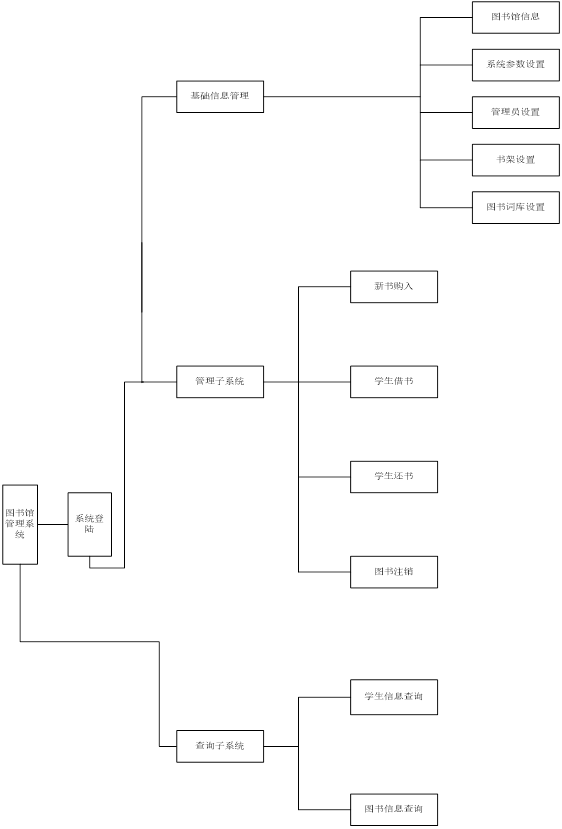 图书馆信息
系统参数设置
基础信息管理
管理员设置
书架设置
图书词库设置
新书购入
管理子系统
学生借书
学生还书
图书馆
管理系
统
系统登
陆
图书注销
学生信息查询
查询子系统
图书信息查询